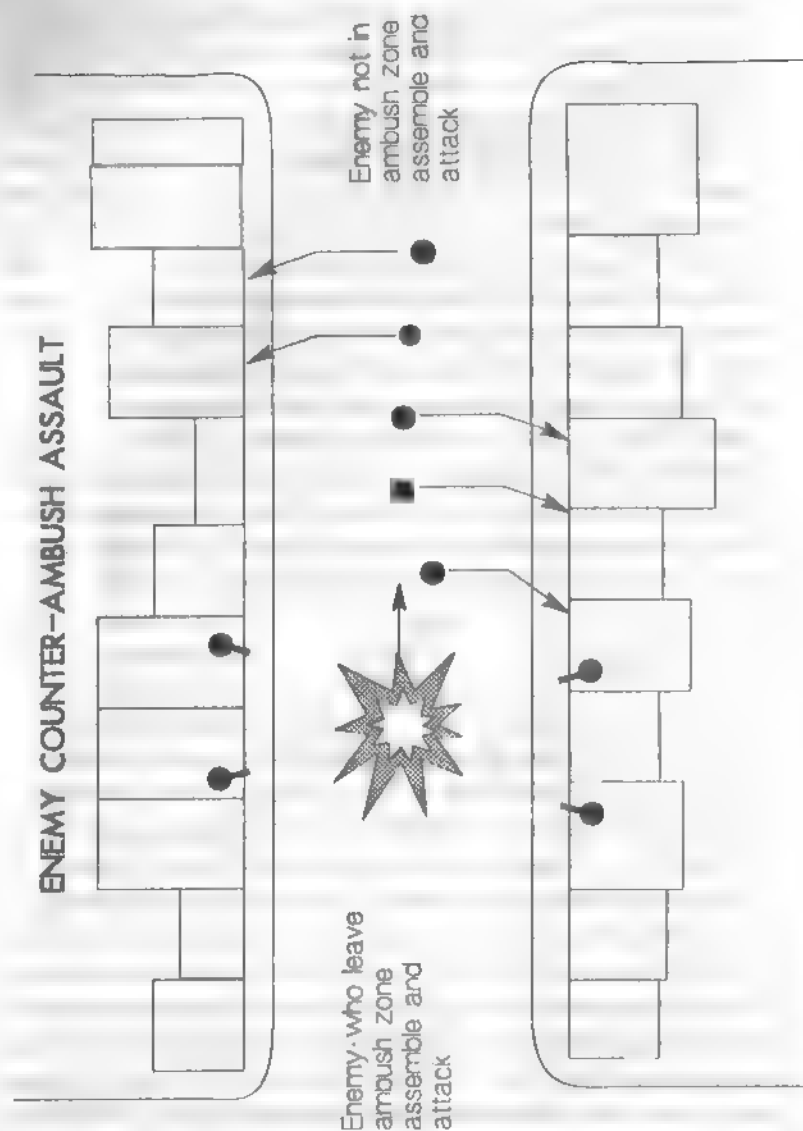 ENEMY COUNTER-AMBUSH ASSAULT
Enemy·who leave
ambush zone
assemble and
attack
Enemy not in
ambush zone
assemble and
attack